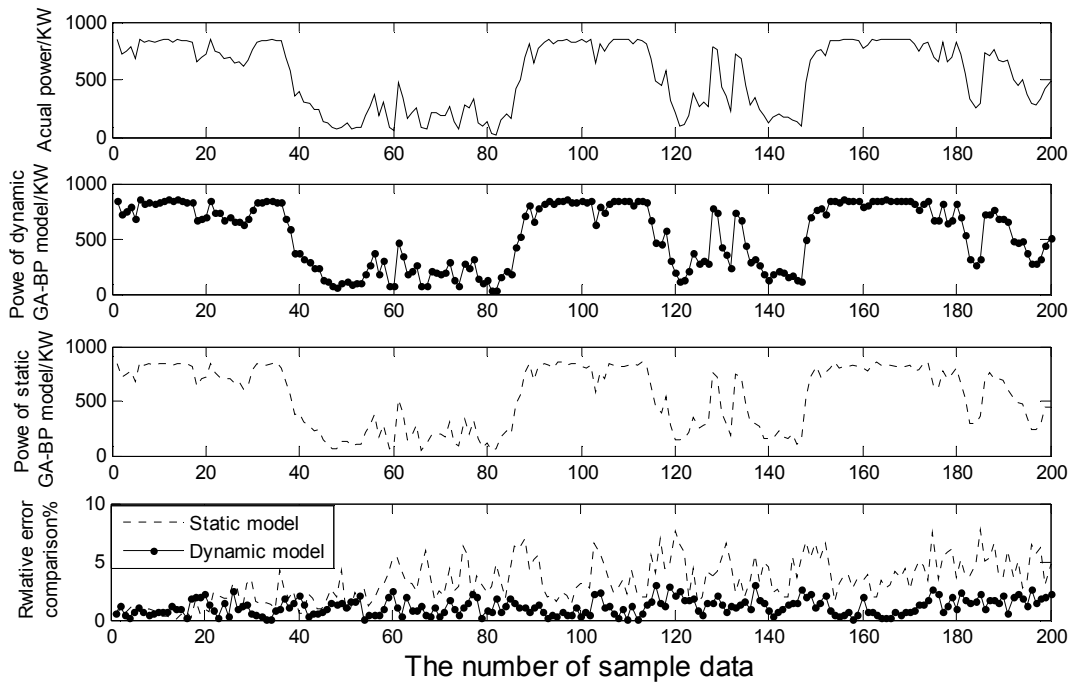 Acual power/KW
1000
500
0
0 20 40 60 80 100 120 140 160 180 200
Powe of dynamic
GA-BP model/KW
1000
500
0
0 20 40 60 80 100 120 140 160 180 200
Powe of static
GA-BP model/KW
1000
500
0
0 20 40 60 80 100 120 140 160 180 200
Rwlative error
comparison%
10
5
0
Static model
Dynamic model
0 20 40 60 80 100 120 140 160 180 200
The number of sample data